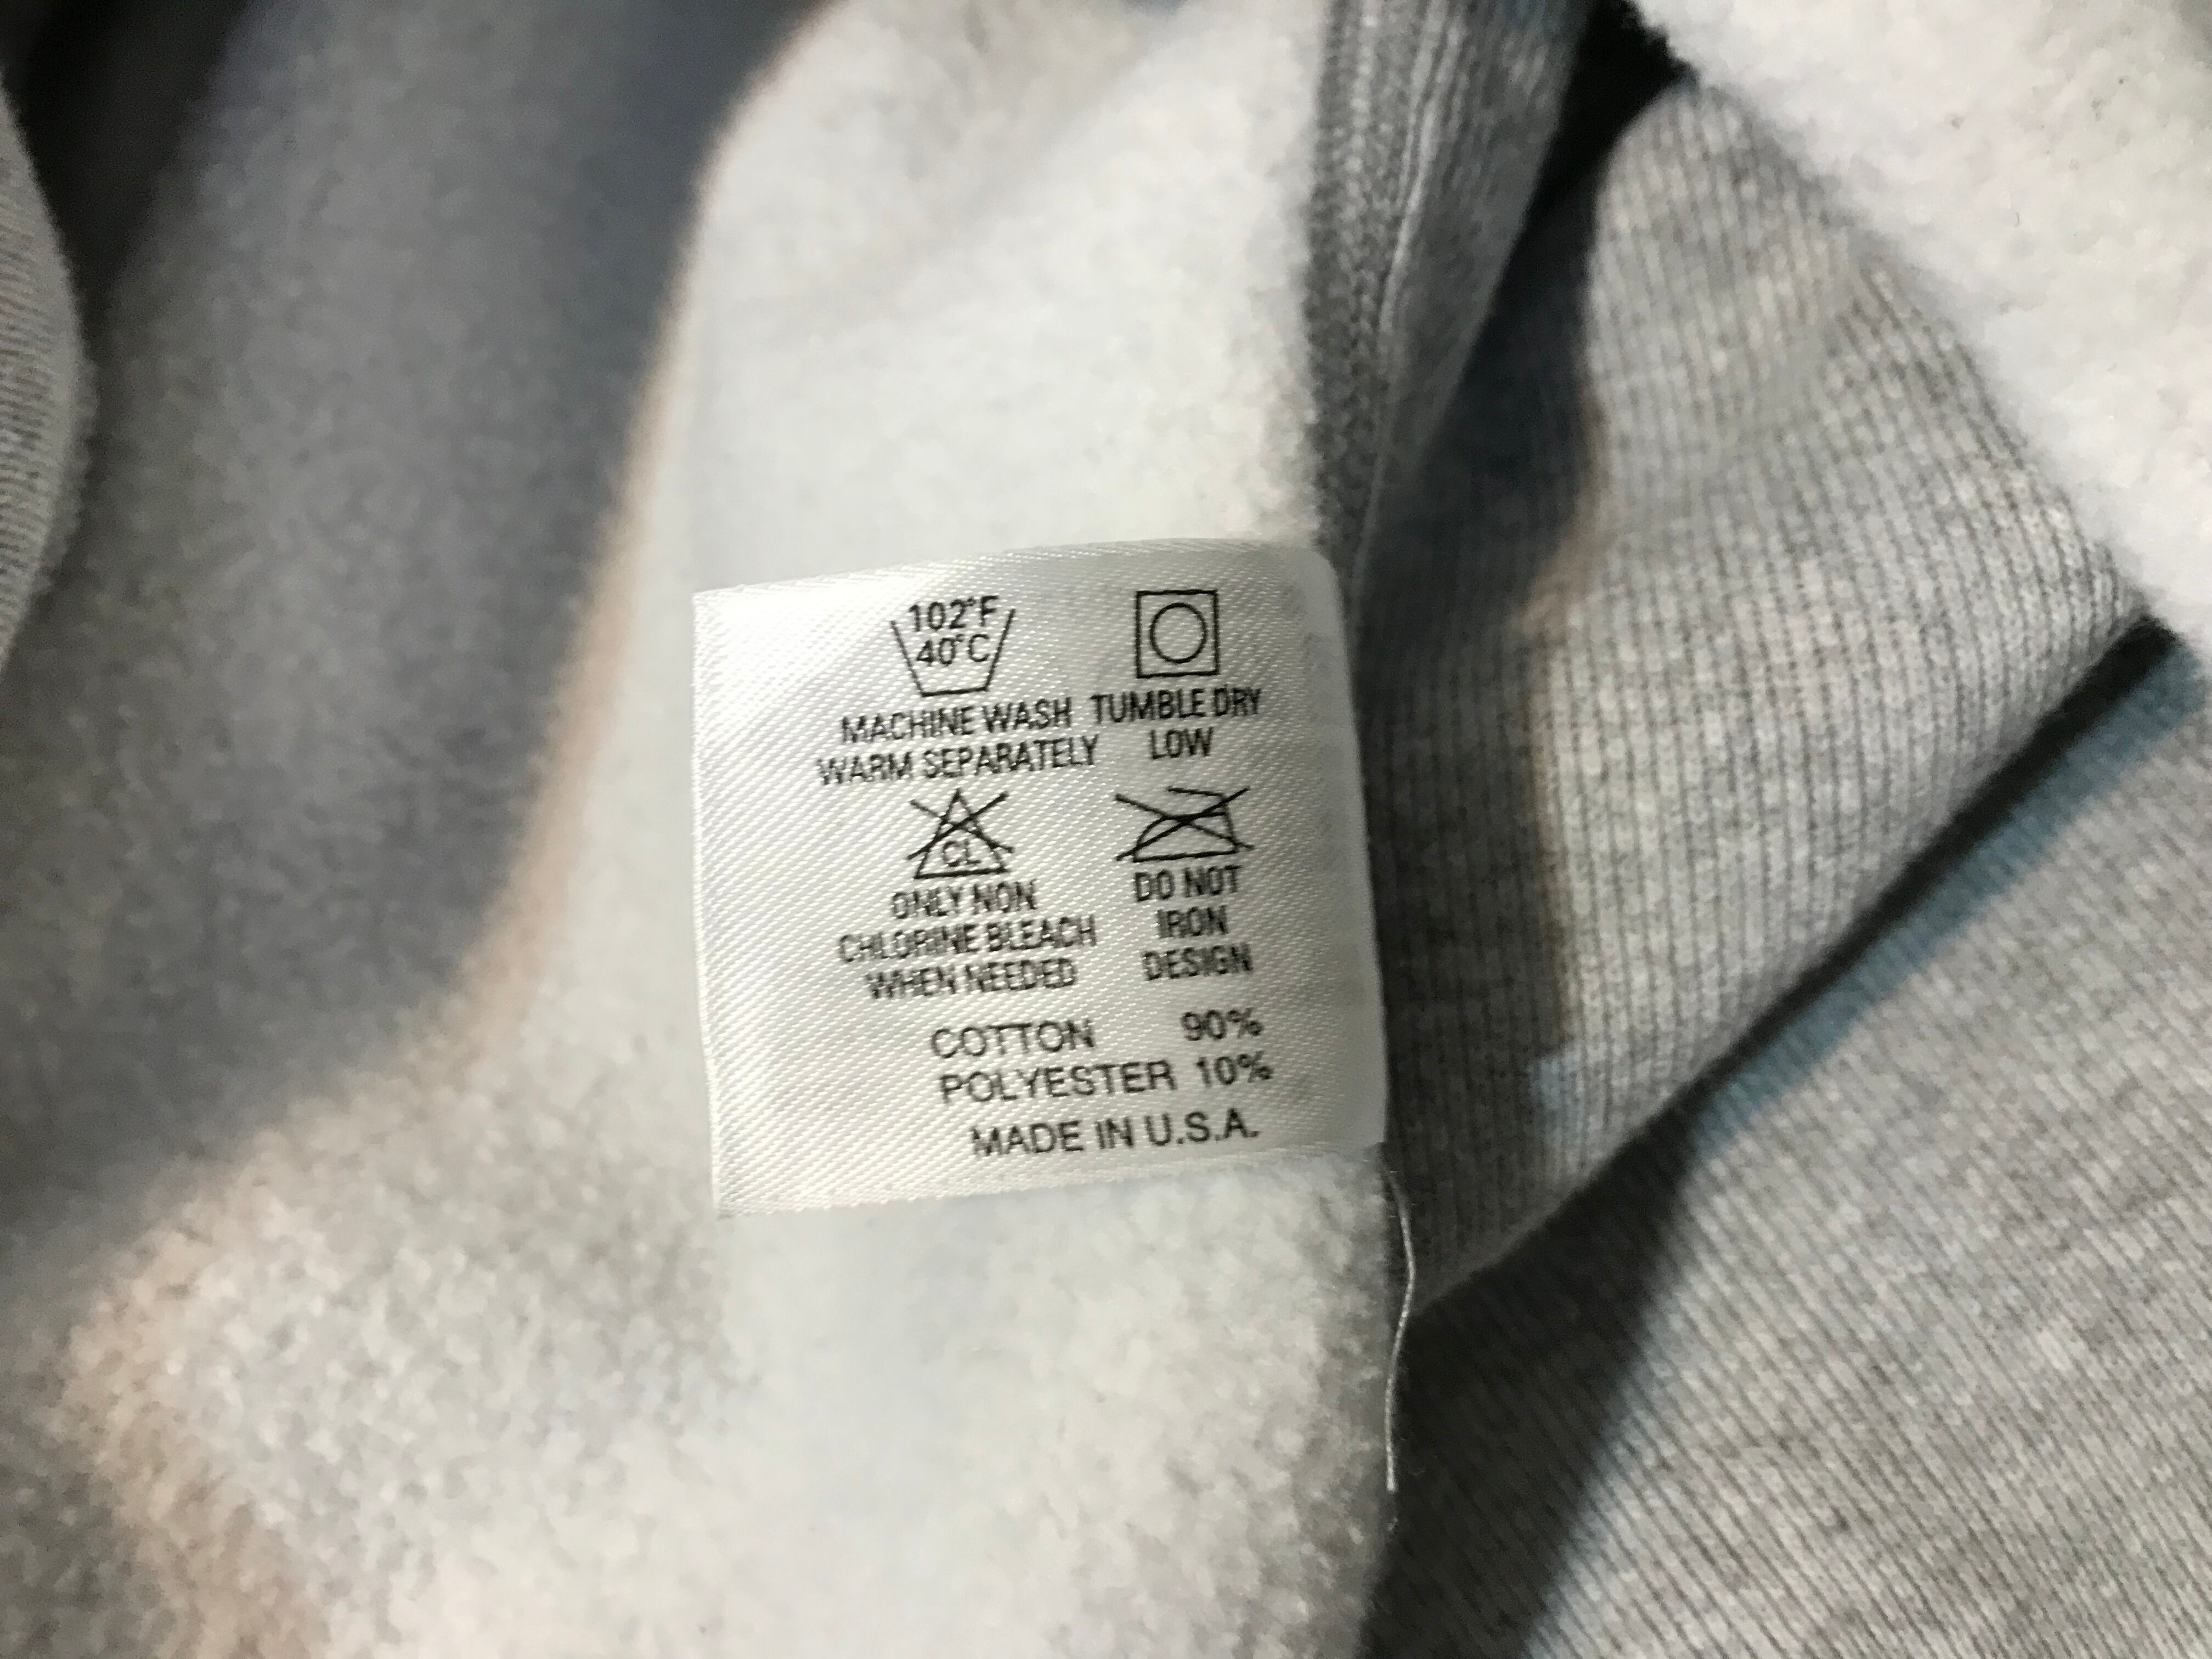 102°F
40°C
MACHINE WASH
WARM SEPARATELY
TUMBLE DRY
LOW
CL
ONLY NON
CHLORINE BLEACH
WHEN NEEDED
DO NOT
IRON
DESIGN
COTTON 90%
POLYESTER 10%
MADE IN U.S.A.